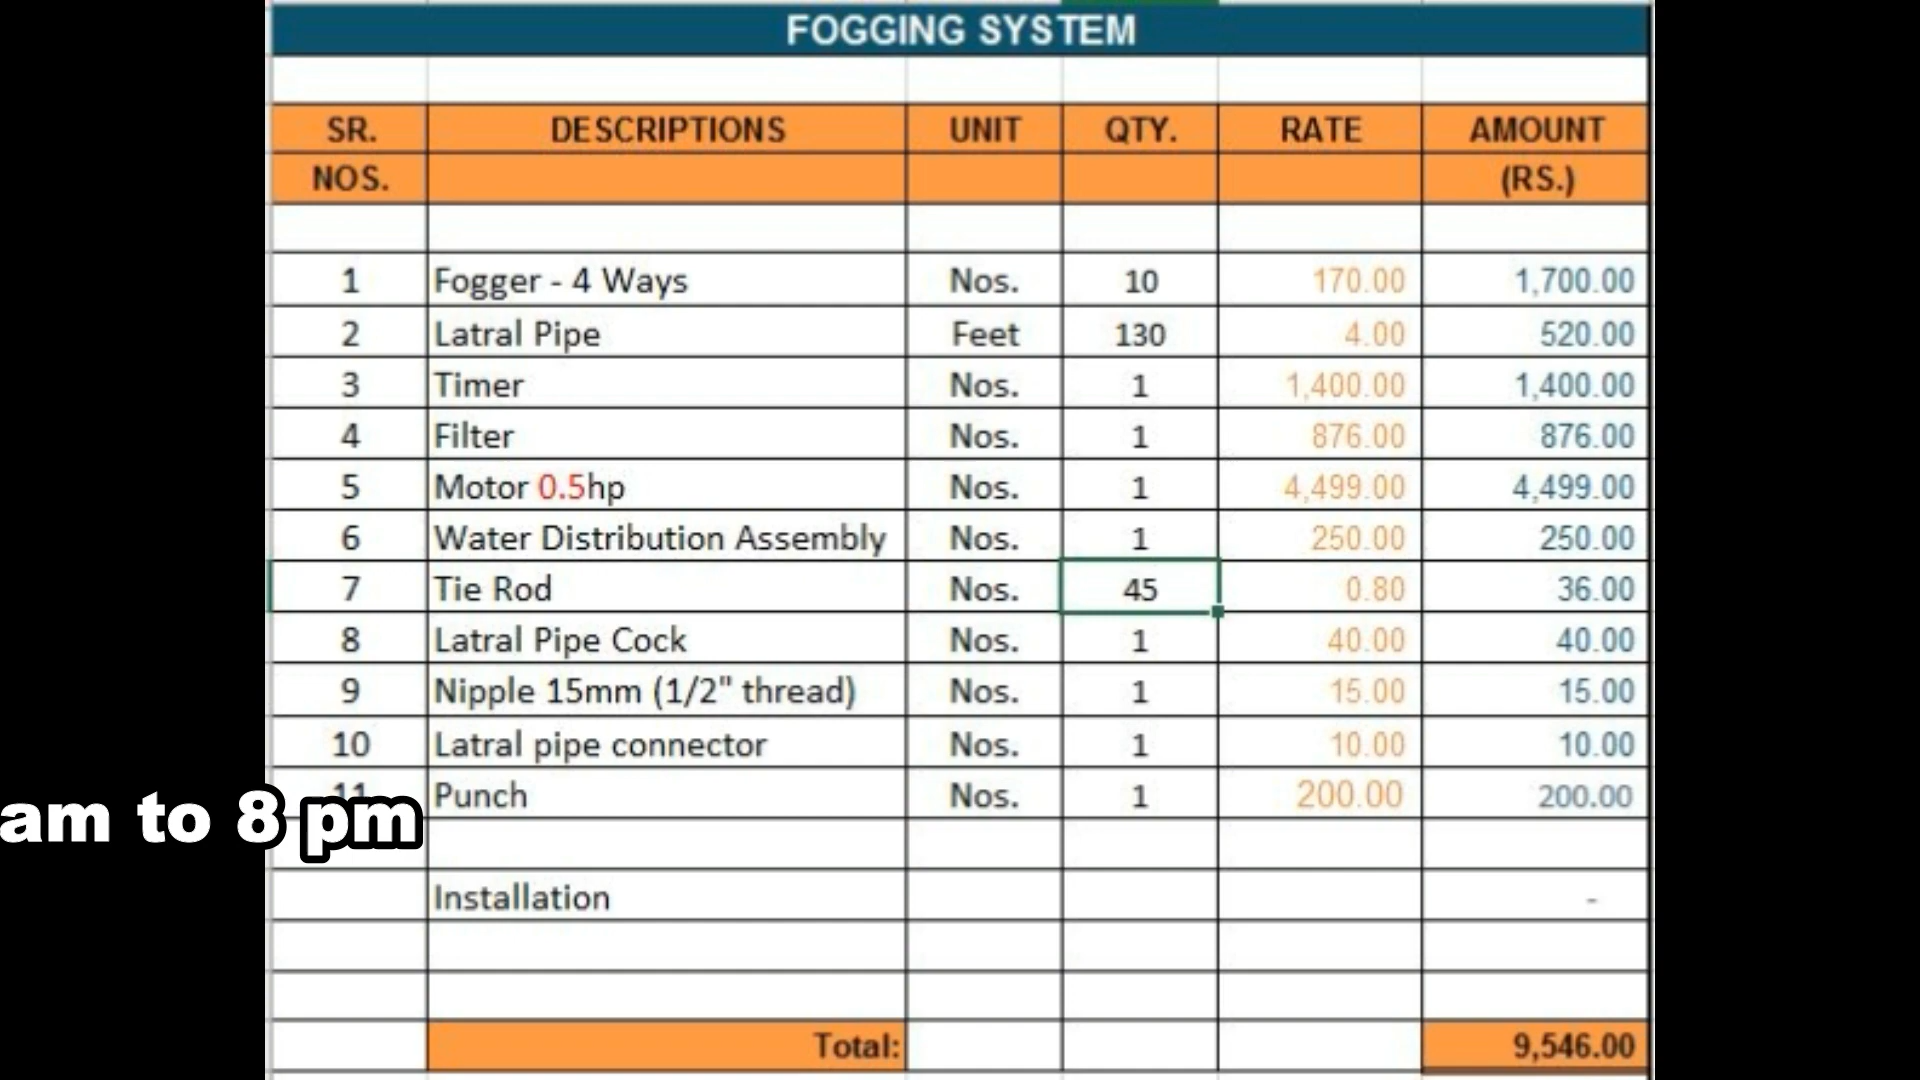 FOGGING SYSTEM
SR. DESCRIPTIONS UNIT QTY. RATE AMOUNT
NOS. (RS.)
1 Fogger - 4 Ways Nos. 10 170.00 1,700.00
2 Latral Pipe Feet 130 4.00 520.00
3 Timer Nos. 1 1,400.00 1,400.00
4 Filter Nos. 1 876.00 876.00
5 Motor 0.5hp Nos. 1 4,499.00 4,499.00
6 Water Distribution Assembly Nos. 1 250.00 250.00
7 Tie Rod Nos. 45 0.80 36.00
8 Latral Pipe Cock Nos. 1 40.00 40.00
9 Nipple 15mm (1/2" thread) Nos. 1 15.00 15.00
10 Latral pipe connector Nos. 1 10.00 10.00
11 Punch Nos. 1 200.00 200.00
am to 8 pm
Installation -
Total: 9,546.00